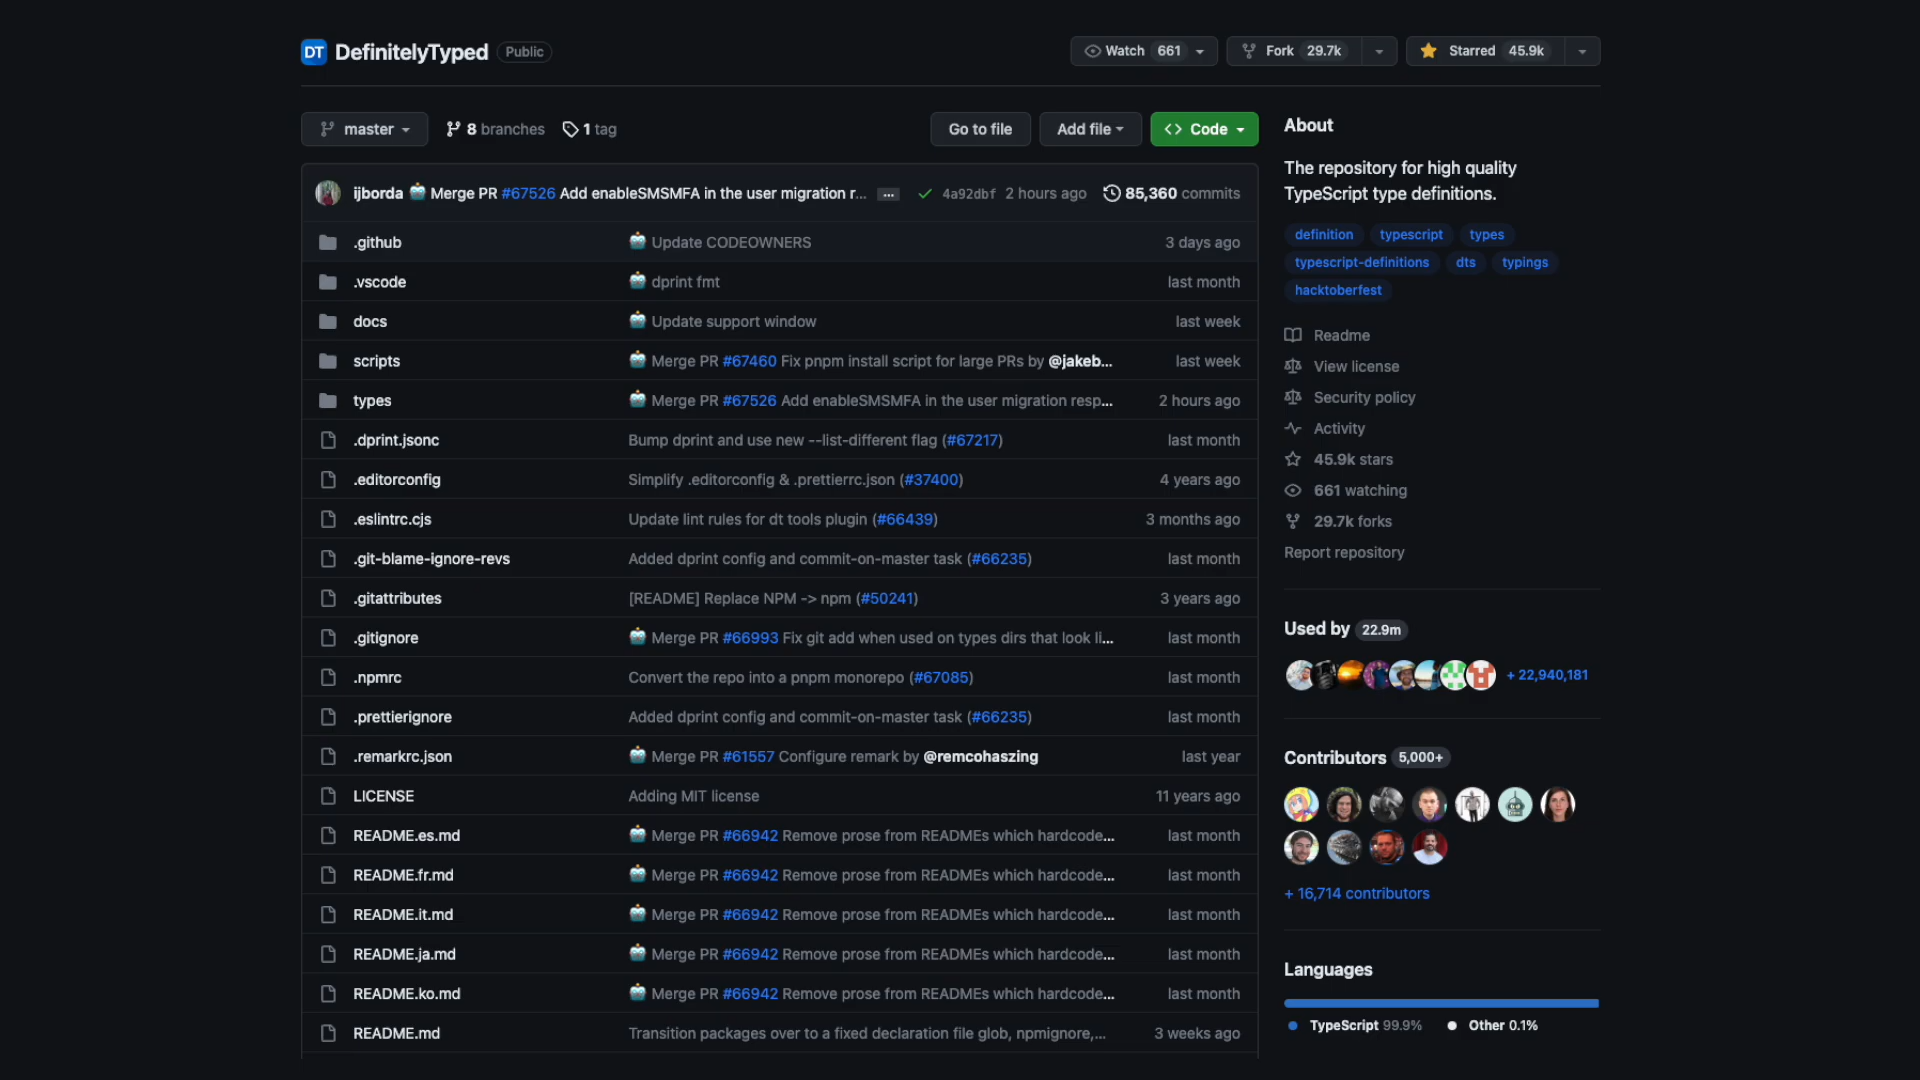 DT DefinitelyTyped Public
Watch 661 Fork 29.7k Starred 45.9k
master 8 branches 1 tag Go to file Add file <> Code
ijborda Merge PR #67526 Add enableSMSMFA in the user migration r... ... 4a92dbf 2 hours ago 85,360 commits
.github Update CODEOWNERS 3 days ago
.vscode dprint fmt last month
docs Update support window last week
scripts Merge PR #67460 Fix pnpm install script for large PRs by @jakeb... last week
types Merge PR #67526 Add enableSMSMFA in the user migration resp... 2 hours ago
.dprint.jsonc Bump dprint and use new --list-different flag (#67217) last month
.editorconfig Simplify .editorconfig & .prettierrc.json (#37400) 4 years ago
.eslintrc.cjs Update lint rules for dt tools plugin (#66439) 3 months ago
.git-blame-ignore-revs Added dprint config and commit-on-master task (#66235) last month
.gitattributes [README] Replace NPM -> npm (#50241) 3 years ago
.gitignore Merge PR #66993 Fix git add when used on types dirs that look li... last month
.npmrc Convert the repo into a pnpm monorepo (#67085) last month
.prettierignore Added dprint config and commit-on-master task (#66235) last month
.remarkrc.json Merge PR #61557 Configure remark by @remcohaszing last year
LICENSE Adding MIT license 11 years ago
README.es.md Merge PR #66942 Remove prose from READMEs which hardcode... last month
README.fr.md Merge PR #66942 Remove prose from READMEs which hardcode... last month
README.it.md Merge PR #66942 Remove prose from READMEs which hardcode... last month
README.ja.md Merge PR #66942 Remove prose from READMEs which hardcode... last month
README.ko.md Merge PR #66942 Remove prose from READMEs which hardcode... last month
README.md Transition packages over to a fixed declaration file glob, npmignore,... 3 weeks ago
About
The repository for high quality
TypeScript type definitions.
definition typescript types
typescript-definitions dts typings
hacktoberfest
Readme
View license
Security policy
Activity
45.9k stars
661 watching
29.7k forks
Report repository
Used by 22.9m
+ 22,940,181
Contributors 5,000+
+ 16,714 contributors
Languages
TypeScript 99.9% Other 0.1%